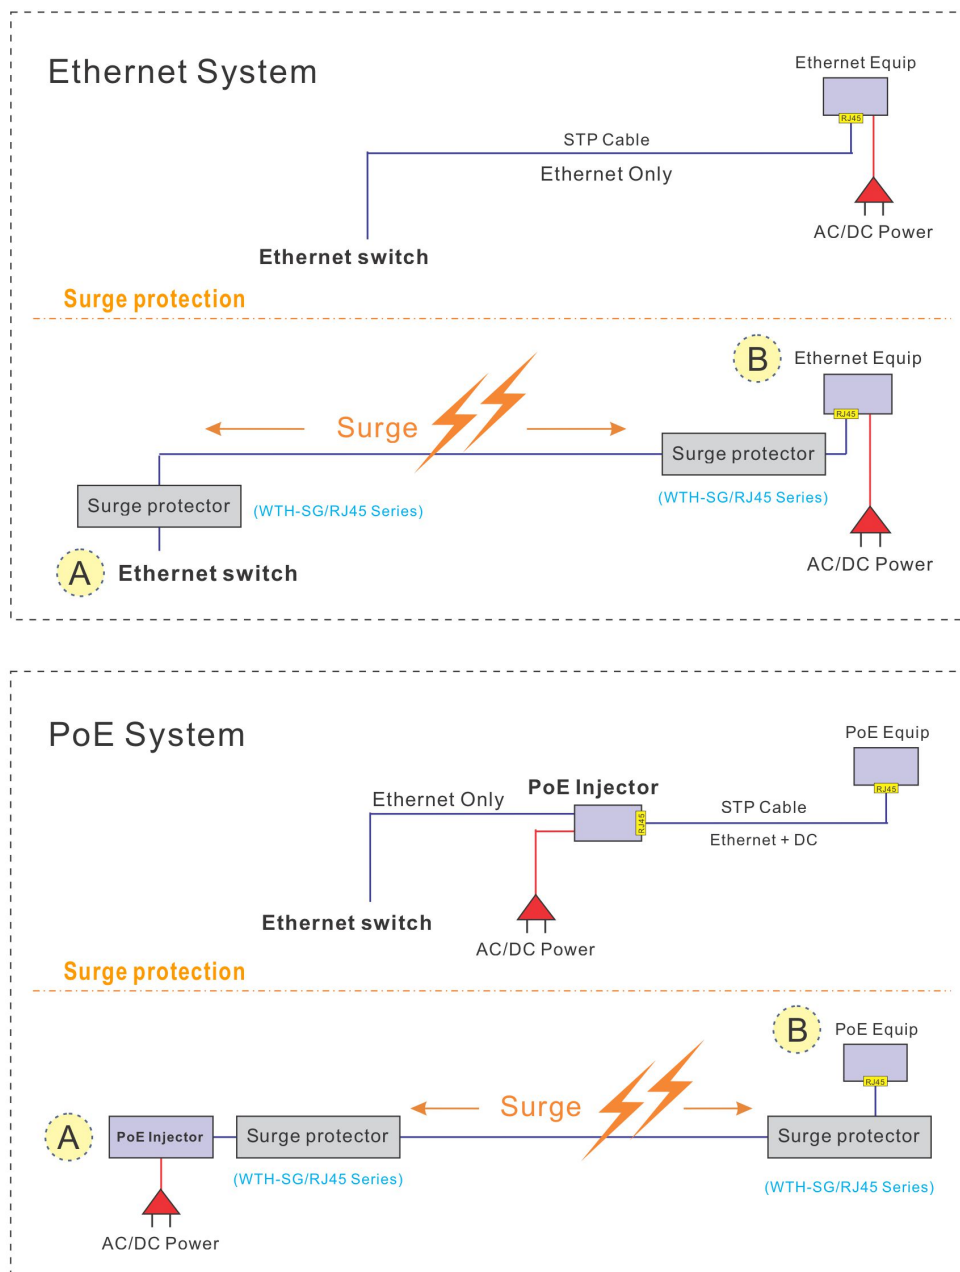 Ethernet System
Ethernet Equip
RJ45
STP Cable
Ethernet Only
AC/DC Power
Ethernet switch
Surge protection
B
Ethernet Equip
RJ45
Surge
Surge protector
(WTH-SG/RJ45 Series)
Surge protector
(WTH-SG/RJ45 Series)
A
Ethernet switch
AC/DC Power
PoE System
PoE Equip
RJ45
PoE Injector
Ethernet Only
RJ45
STP Cable
Ethernet + DC
Ethernet switch
AC/DC Power
Surge protection
B
PoE Equip
RJ45
Surge
A
PoE Injector
Surge protector
Surge protector
(WTH-SG/RJ45 Series)
(WTH-SG/RJ45 Series)
AC/DC Power